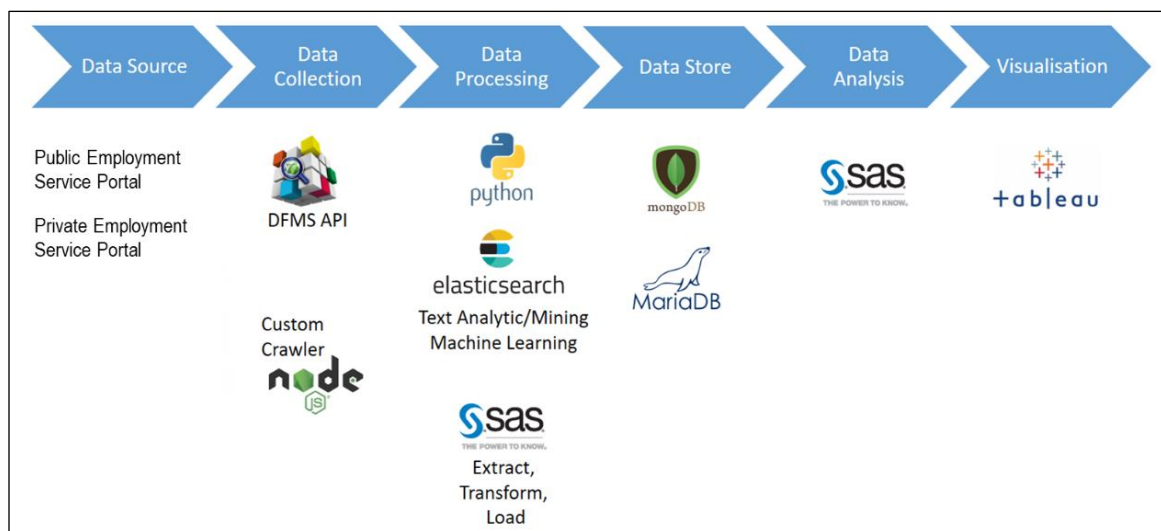 Data Source
Data
Collection
Data
Processing
Data Store
Data
Analysis
Visualisation
Public Employment
Service Portal
Private Employment
Service Portal
DFMS API
Custom
Crawler
node
JS
python
elasticsearch
Text Analytic/Mining
Machine Learning
sas
THE POWER TO KNOW.
Extract,
Transform,
Load
mongoDB
MariaDB
sas
THE POWER TO KNOW.
+ableau